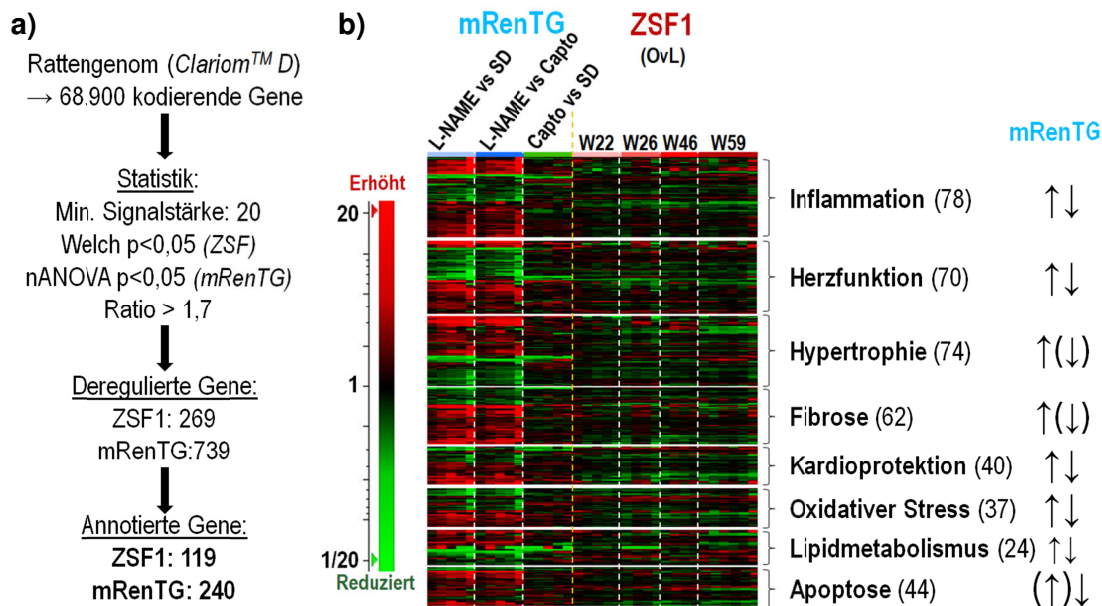 a)
Rattengenom (Clariom™ D)
→ 68.900 kodierende Gene
Statistik:
Min. Signalstärke: 20
Welch p<0,05 (ZSF)
nANOVA p<0,05 (mRenTG)
Ratio > 1,7
Deregulierte Gene:
ZSF1: 269
mRenTG:739
Annotierte Gene:
ZSF1: 119
mRenTG: 240
b)
mRenTG
ZSF1
(OvL)
L-NAME vs SD
L-NAME vs Capto
Capto vs SD
W22 W26 W46 W59
Erhöht
20
1
1/20
Reduziert
mRenTG
Inflammation (78) ↑↓
Herzfunktion (70) ↑↓
Hypertrophie (74) ↑(↓)
Fibrose (62) ↑(↓)
Kardioprotektion (40) ↑↓
Oxidativer Stress (37) ↑↓
Lipidmetabolismus (24) ↑↓
Apoptose (44) (↑)↓